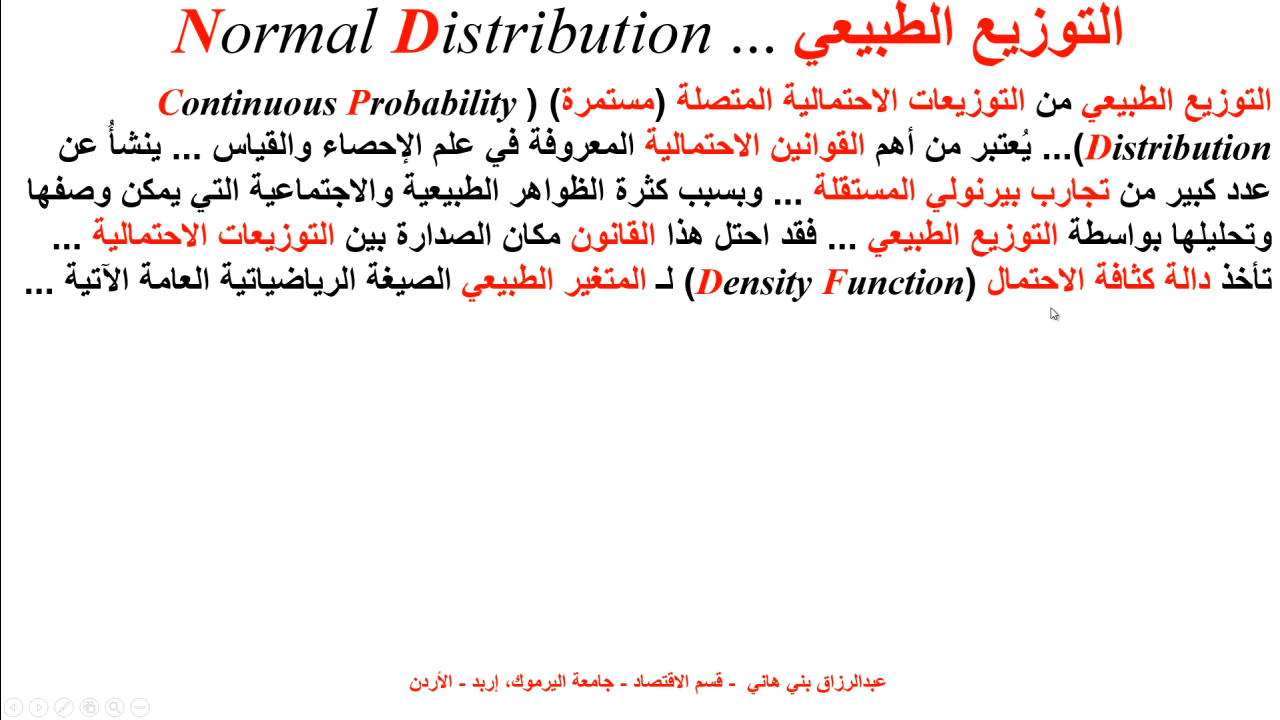 التوزيع الطبيعي ... Normal Distribution
التوزيع الطبيعي من التوزيعات الاحتمالية المتصلة (مستمرة) ( Continuous Probability
Distribution)... يُعتبر من أهم القوانين الاحتمالية المعروفة في علم الإحصاء والقياس ... ينشأُ عن
عدد كبير من تجارب بيرنولي المستقلة ... وبسبب كثرة الظواهر الطبيعية والاجتماعية التي يمكن وصفها
وتحليلها بواسطة التوزيع الطبيعي ... فقد احتل هذا القانون مكان الصدارة بين التوزيعات الاحتمالية ...
تأخذ دالة كثافة الاحتمال (Density Function) لـ المتغير الطبيعي الصيغة الرياضياتية العامة الآتية ...
عبدالرزاق بني هاني - قسم الاقتصاد - جامعة اليرموك، إربد - الأردن